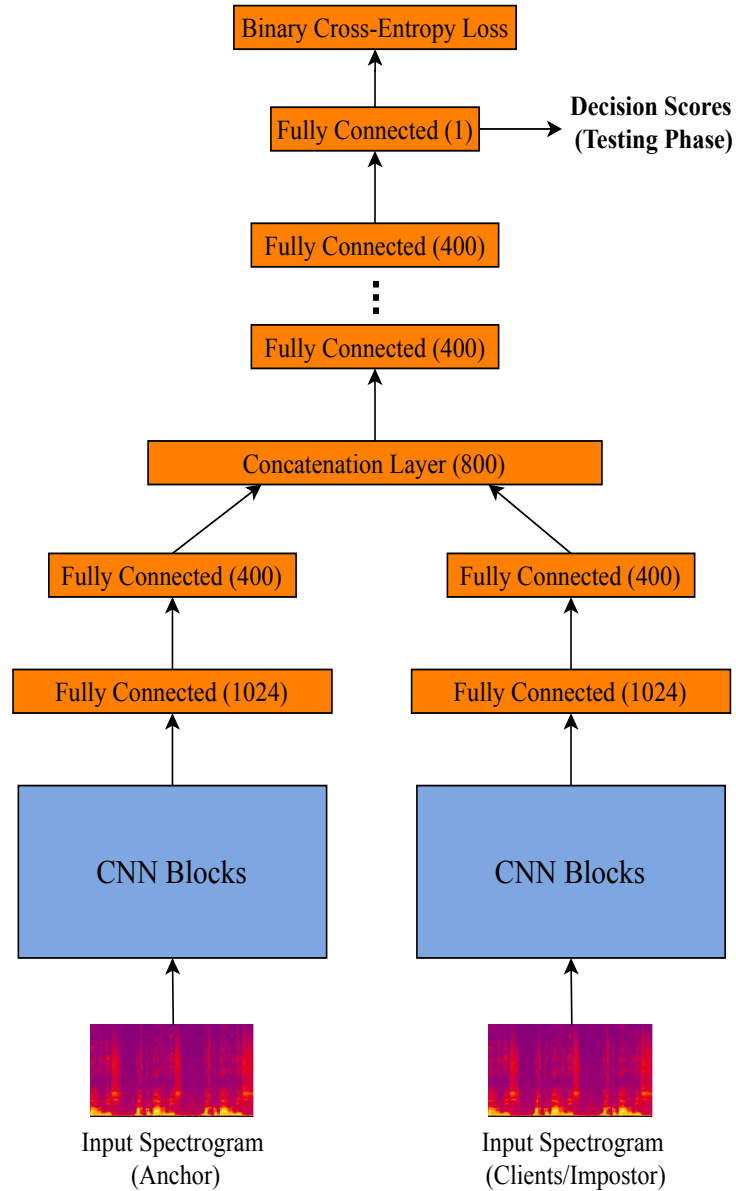 Binary Cross-Entropy Loss
Fully Connected (1)
Decision Scores
(Testing Phase)
Fully Connected (400)
Fully Connected (400)
Concatenation Layer (800)
Fully Connected (400)
Fully Connected (400)
Fully Connected (1024)
Fully Connected (1024)
CNN Blocks
CNN Blocks
Input Spectrogram
(Anchor)
Input Spectrogram
(Clients/Impostor)